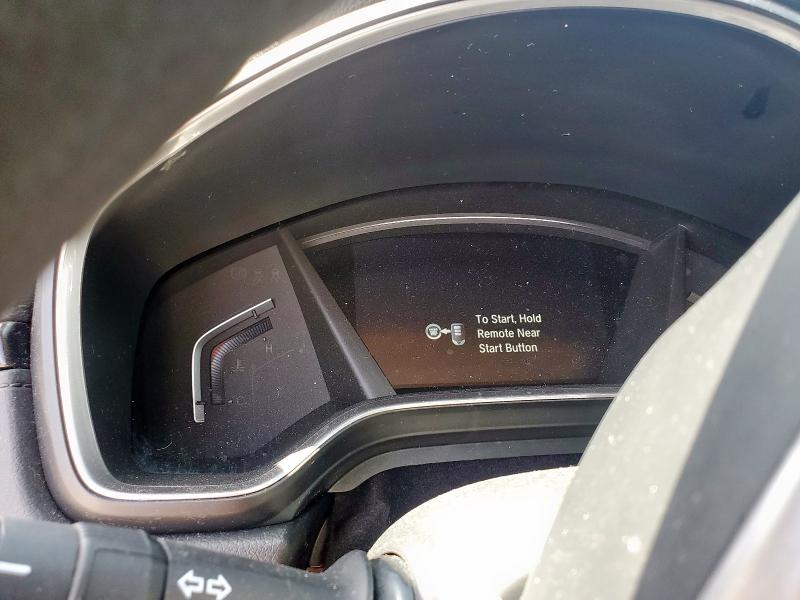 To Start, Hold
Remote Near
Start Button
H
C